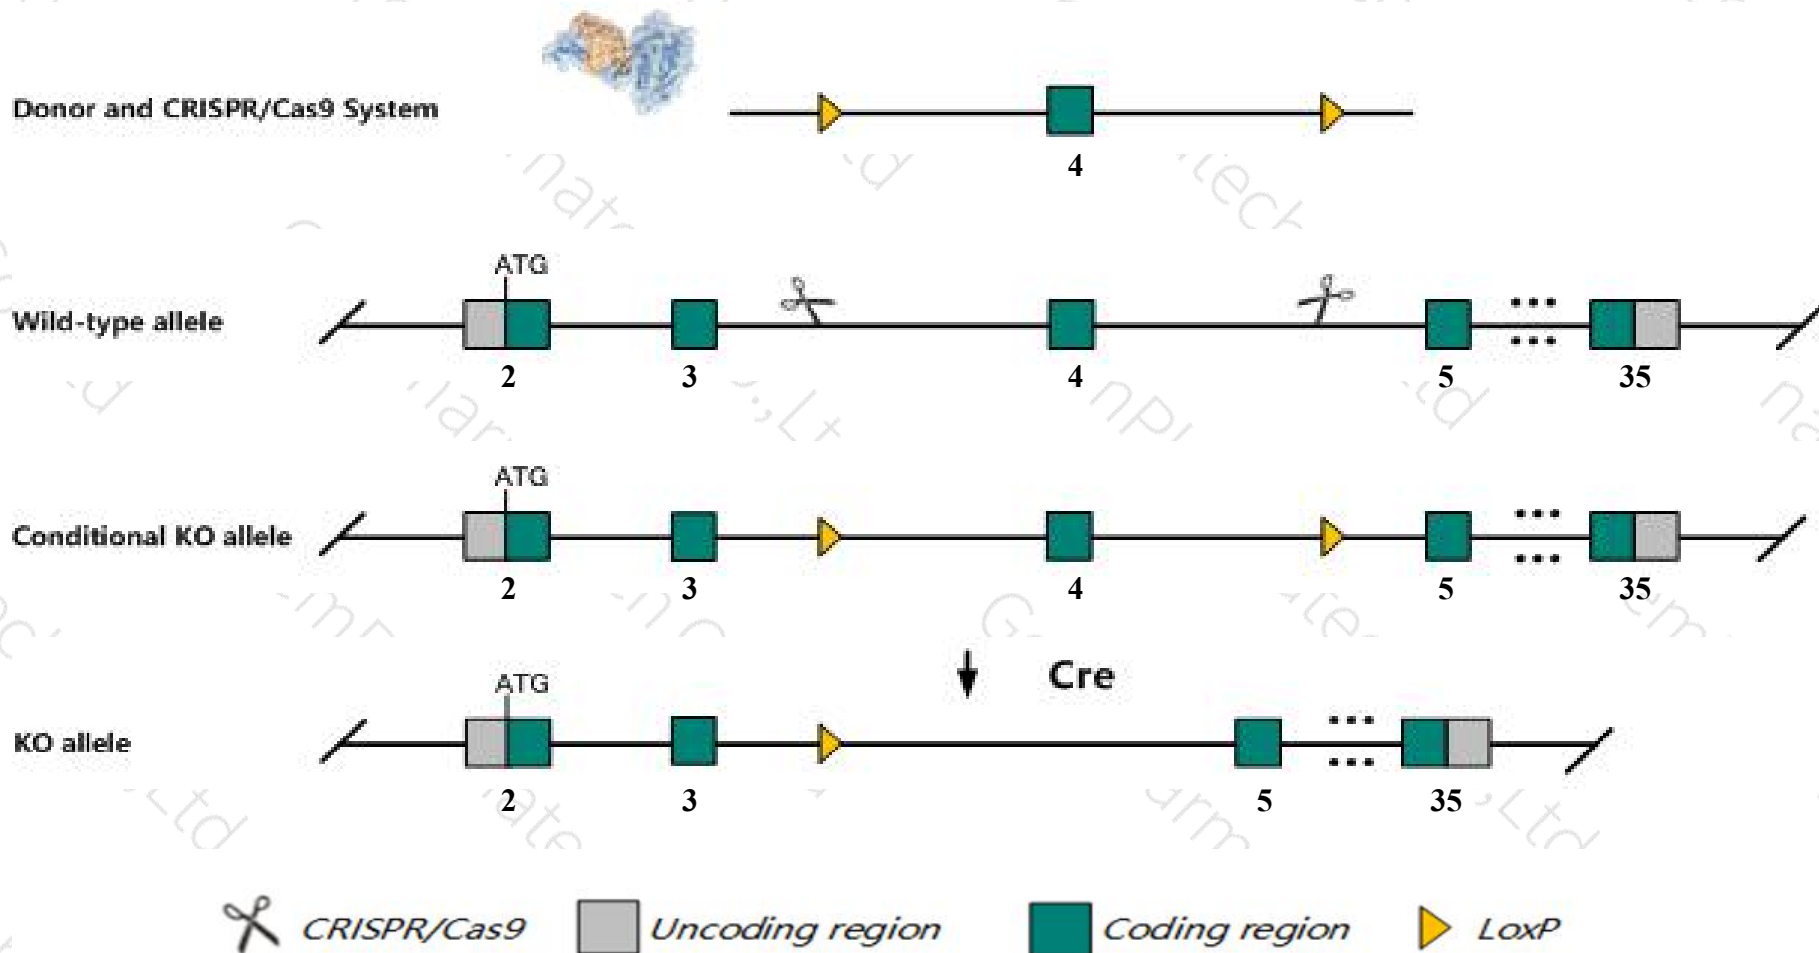 Donor and CRISPR/Cas9 System
4
ATG
Wild-type allele
2 3 4 5 35
ATG
Conditional KO allele
2 3 4 5 35
Cre
ATG
KO allele
2 3 5 35
CRISPR/Cas9 Uncoding region Coding region LoxP